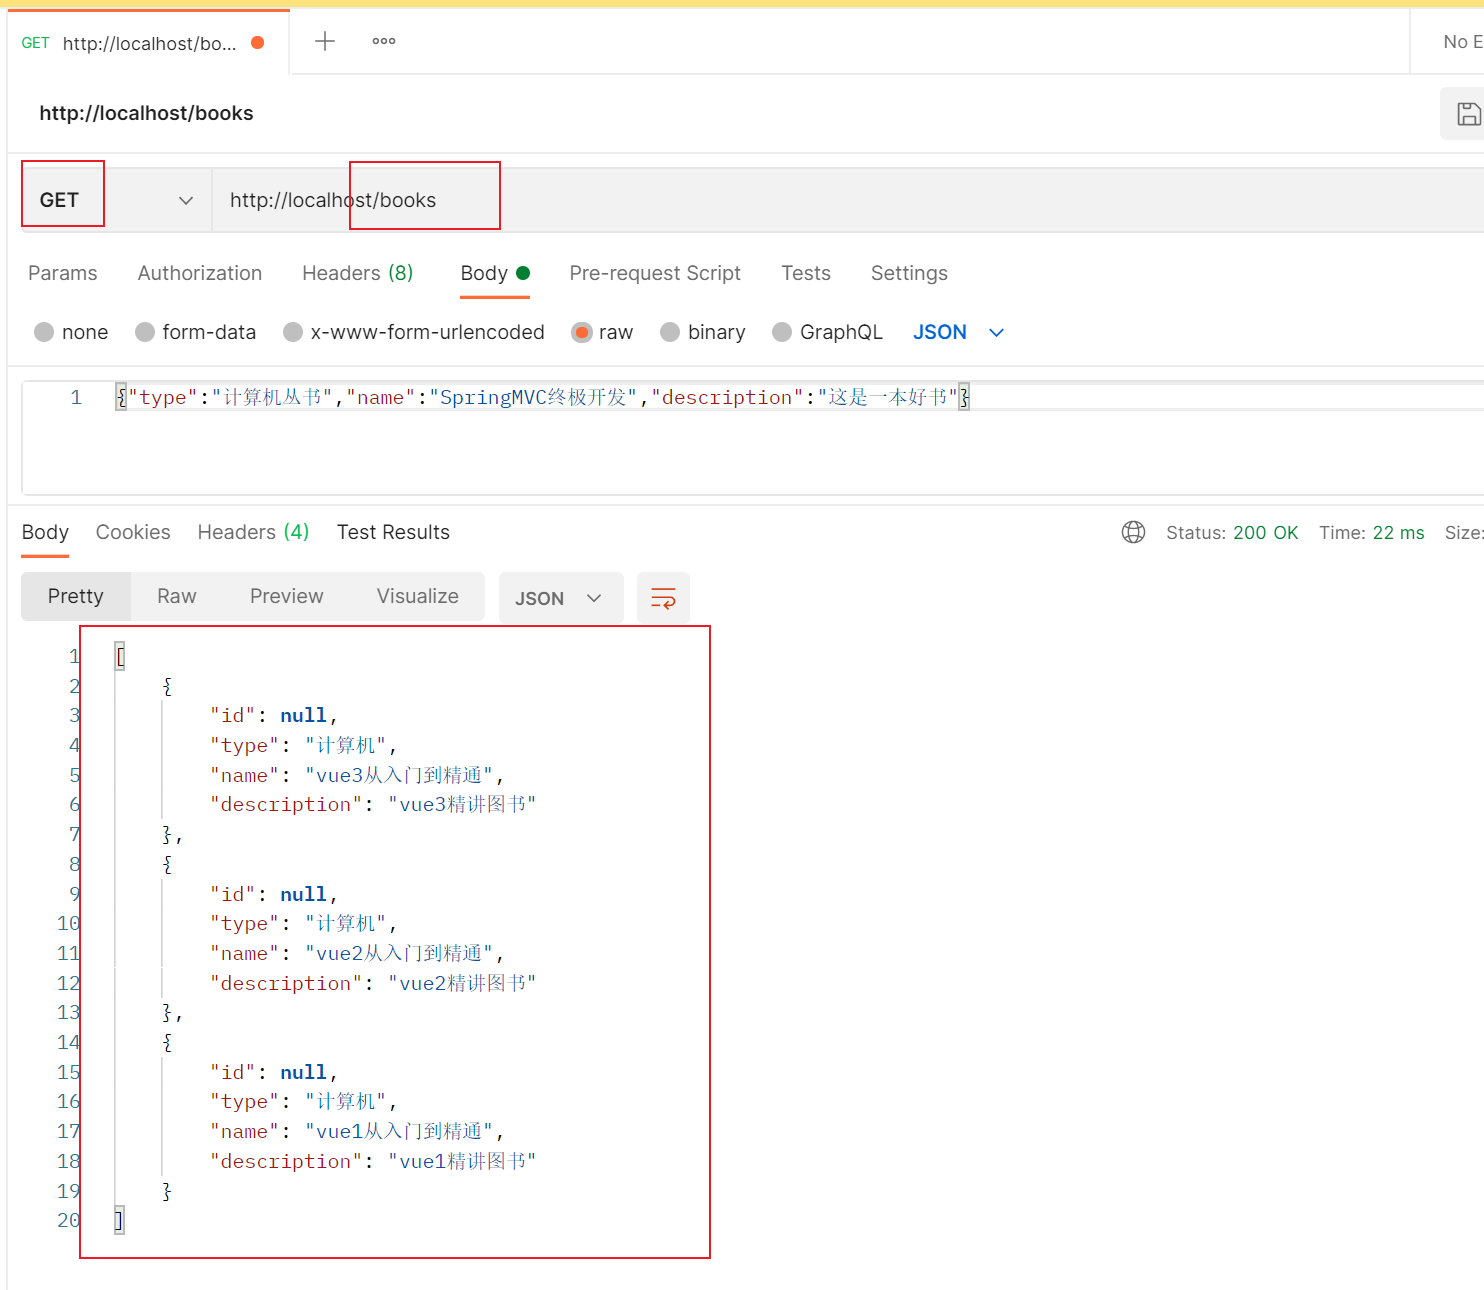 GET http://localhost/bo... No E
http://localhost/books
GET http://localhost/books
Params Authorization Headers (8) Body Pre-request Script Tests Settings
none form-data x-www-form-urlencoded raw binary GraphQL JSON
1 {"type":"计算机丛书","name":"SpringMVC终极开发","description":"这是一本好书"}
Body Cookies Headers (4) Test Results Status: 200 OK Time: 22 ms Size:
Pretty Raw Preview Visualize JSON
1 [
2 {
3 "id": null,
4 "type": "计算机",
5 "name": "vue3从入门到精通",
6 "description": "vue3精讲图书"
7 },
8 {
9 "id": null,
10 "type": "计算机",
11 "name": "vue2从入门到精通",
12 "description": "vue2精讲图书"
13 },
14 {
15 "id": null,
16 "type": "计算机",
17 "name": "vue1从入门到精通",
18 "description": "vue1精讲图书"
19 }
20 ]